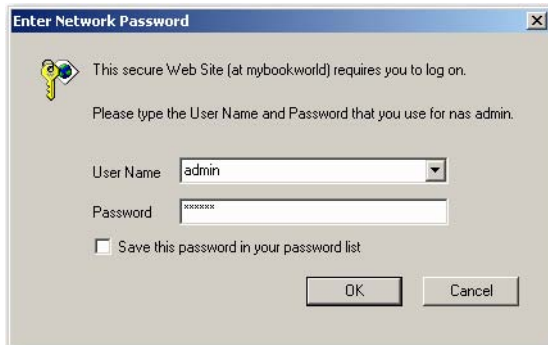 Enter Network Password
This secure Web Site (at mybookworld) requires you to log on.
Please type the User Name and Password that you use for nas admin.
User Name admin
Password xxxxxx
Save this password in your password list
OK Cancel